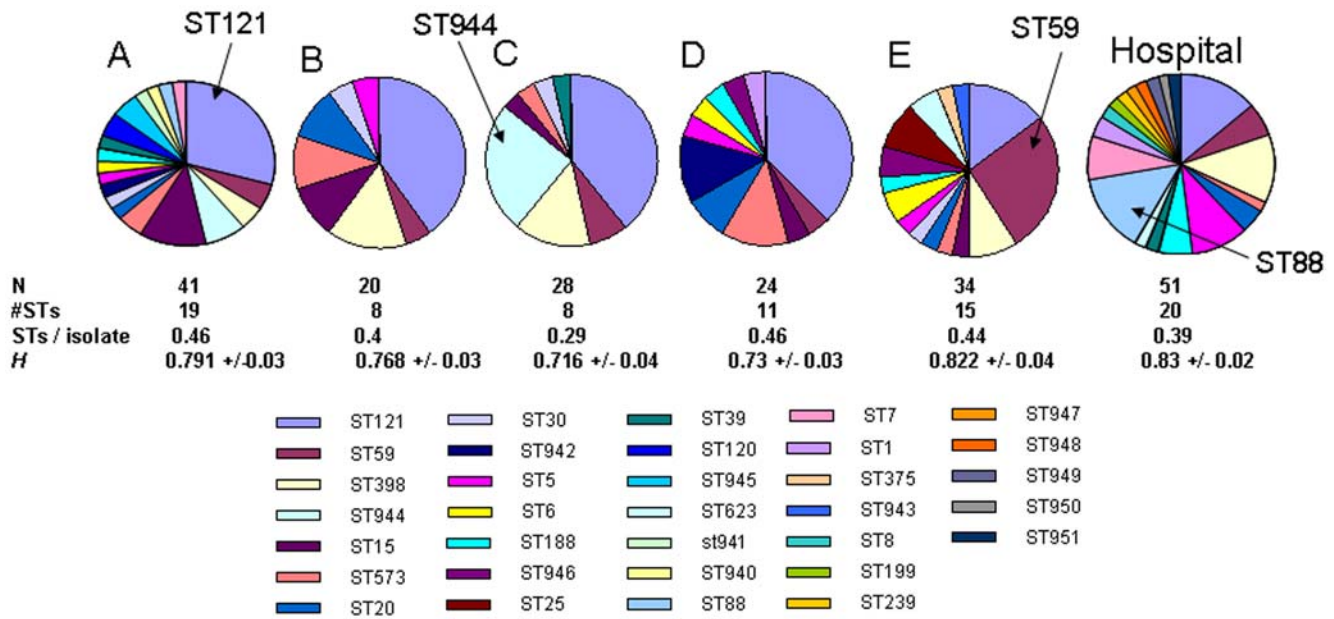 ST121
ST944
ST59
A
B
C
D
E
Hospital
ST88
N 41 20 28 24 34 51
#STs 19 8 8 11 15 20
STs / isolate 0.46 0.4 0.29 0.46 0.44 0.39
H 0.791 +/-0.03 0.768 +/- 0.03 0.716 +/- 0.04 0.73 +/- 0.03 0.822 +/- 0.04 0.83 +/- 0.02
ST121 ST30 ST39 ST7 ST947
ST59 ST942 ST120 ST1 ST948
ST398 ST5 ST945 ST375 ST949
ST944 ST6 ST623 ST943 ST950
ST15 ST188 st941 ST8 ST951
ST573 ST946 ST940 ST199
ST20 ST25 ST88 ST239